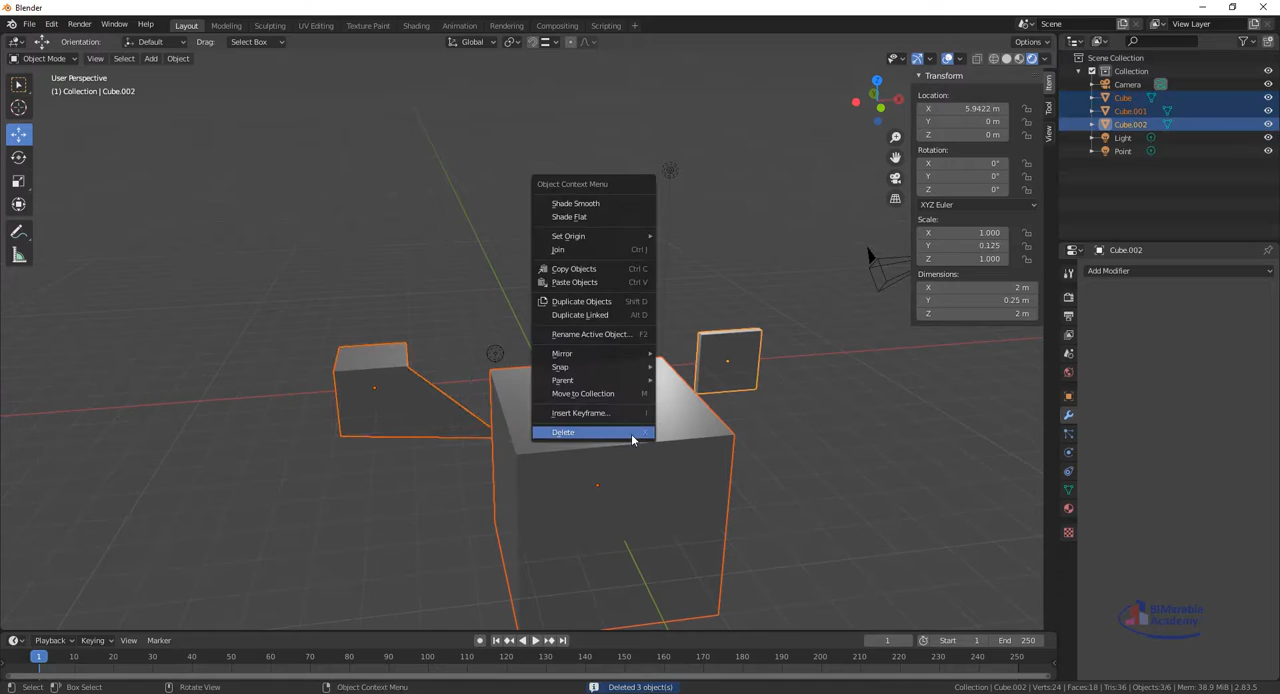 Blender
File Edit Render Window Help Layout Modeling Sculpting UV Editing Texture Paint Shading Animation Rendering Compositing Scripting + Scene View Layer
Orientation: Default Drag: Select Box Global Options
Object Mode View Select Add Object
User Perspective
(1) Collection | Cube.002
Transform
Location:
X 5.9422 m
Y 0 m
Z 0 m
Rotation:
X 0°
Y 0°
Z 0°
XYZ Euler
Scale:
X 1.000
Y 0.125
Z 1.000
Dimensions:
X 2 m
Y 0.25 m
Z 2 m
Item
Tool
View
Scene Collection
Collection
Camera
Cube
Cube.001
Cube.002
Light
Point
Cube.002
Add Modifier
Object Context Menu
Shade Smooth
Shade Flat
Set Origin
Join Ctrl J
Copy Objects Ctrl C
Paste Objects Ctrl V
Duplicate Objects Shift D
Duplicate Linked Alt D
Rename Active Object... F2
Mirror
Snap
Parent
Move to Collection M
Insert Keyframe... I
Delete X
BIMarabia
Academy
Playback Keying View Marker 1 Start 1 End 250
1 10 20 30 40 50 60 70 80 90 100 110 120 130 140 150 160 170 180 190 200 210 220 230 240 250
Select Box Select Rotate View Object Context Menu Deleted 3 object(s) Collection | Cube.002 | Verts:24 | Faces:18 | Tris:36 | Objects:3/6 | Mem: 38.9 MiB | 2.83.5